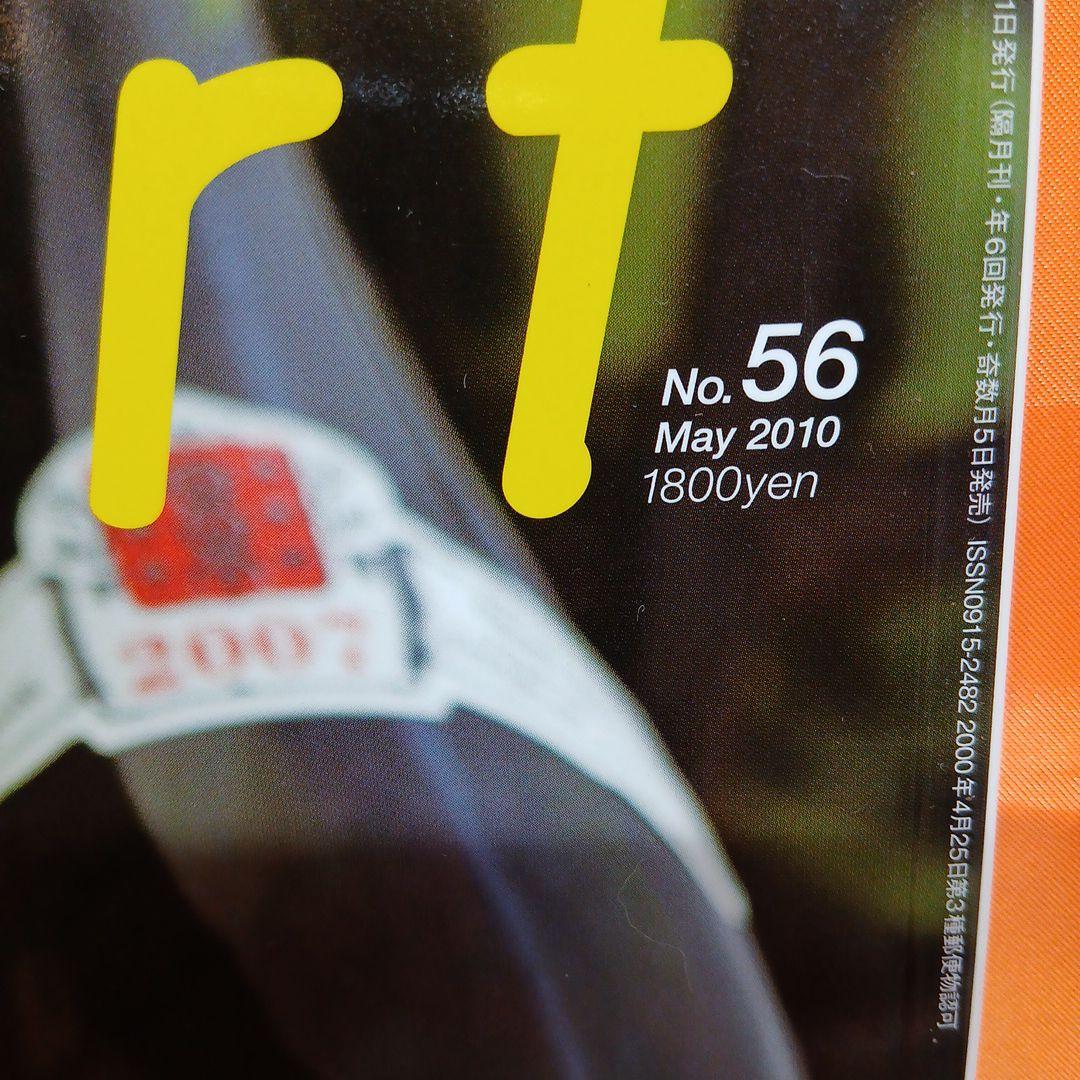 rt
No. 56
May 2010
1800yen
1日発行（隔月刊・年6回発行・奇数月5日発売）ISSN0915-2482 2000年4月25日第3種郵便物認可
2007